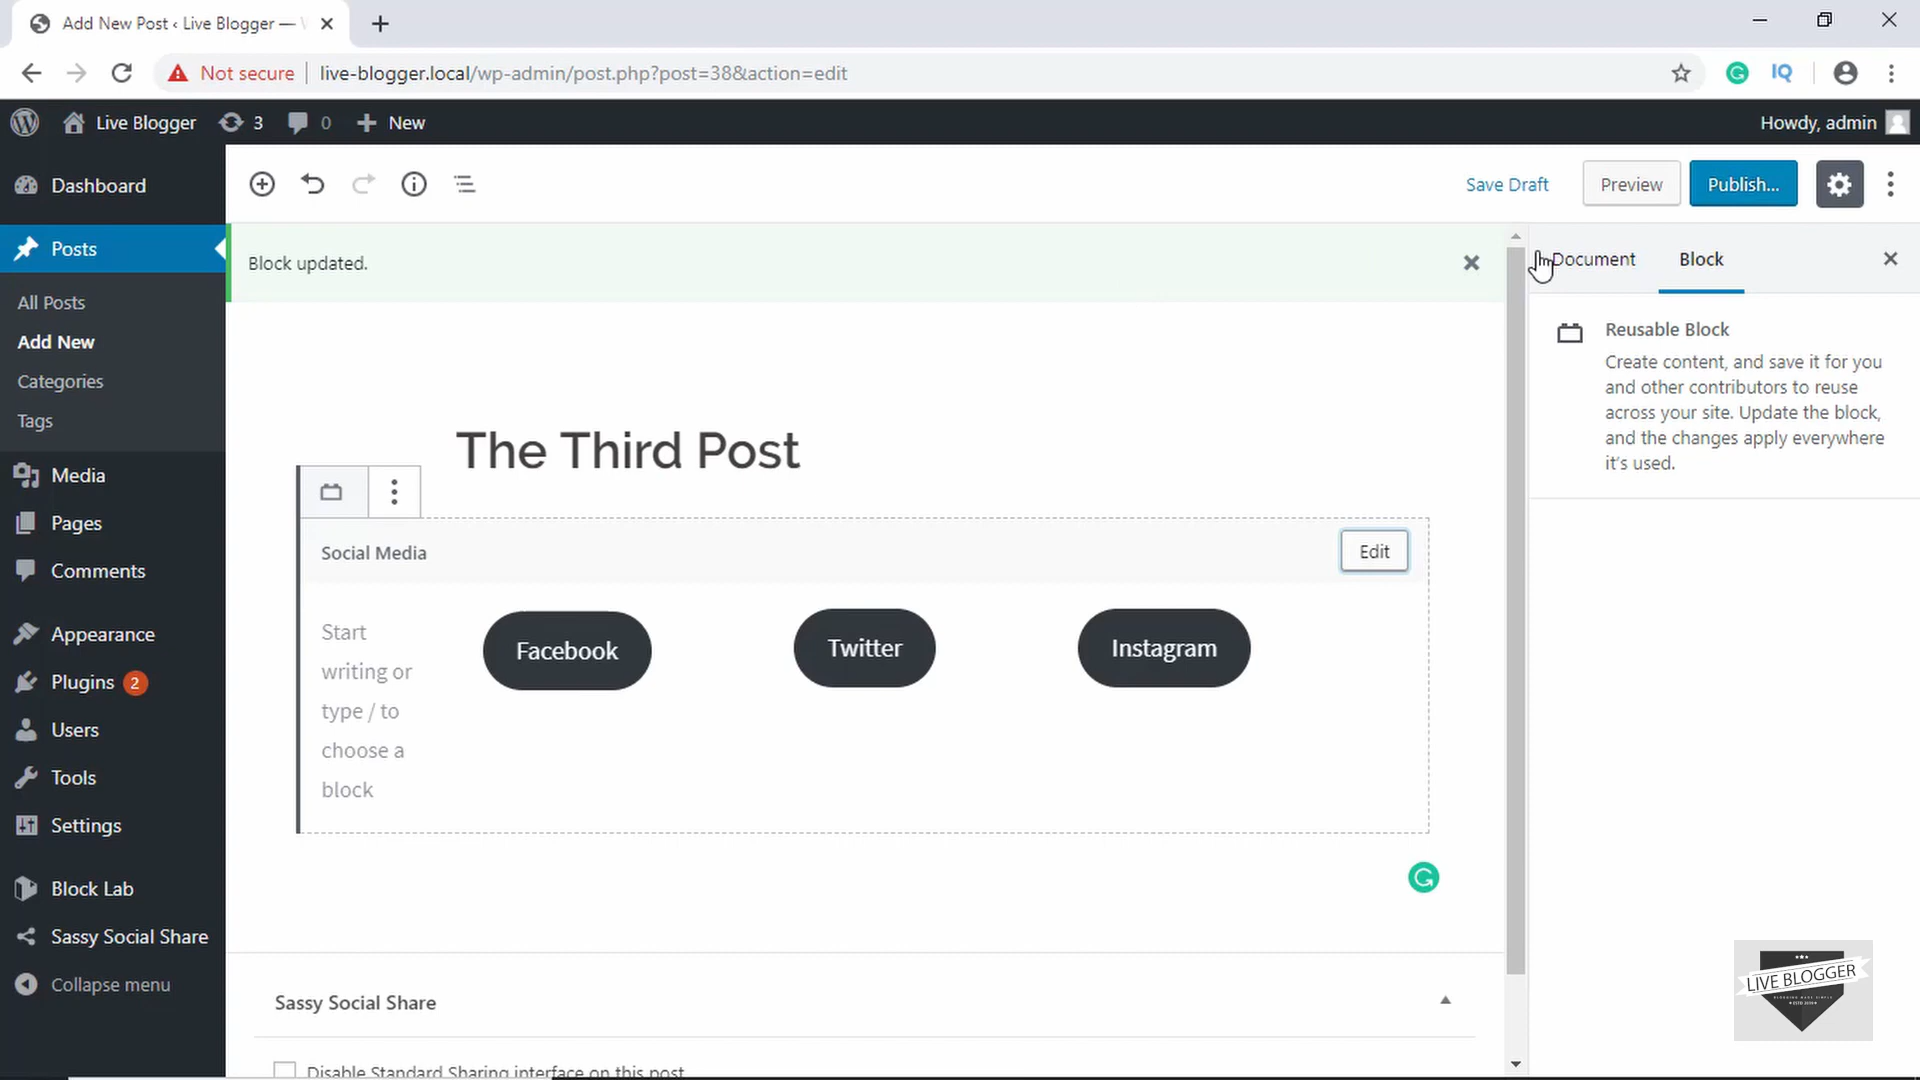 Add New Post ‹ Live Blogger —
Not secure
live-blogger.local/wp-admin/post.php?post=38&action=edit
IQ
Live Blogger
3
0
New
Howdy, admin
Dashboard
Posts
All Posts
Add New
Categories
Tags
Media
Pages
Comments
Appearance
Plugins 2
Users
Tools
Settings
Block Lab
Sassy Social Share
Collapse menu
Save Draft
Preview
Publish...
Block updated.
Document
Block
Reusable Block
Create content, and save it for you
and other contributors to reuse
across your site. Update the block,
and the changes apply everywhere
it's used.
The Third Post
Social Media
Edit
Start
writing or
type / to
choose a
block
Facebook
Twitter
Instagram
Sassy Social Share
Disable Standard Sharing interface on this post
LIVE BLOGGER